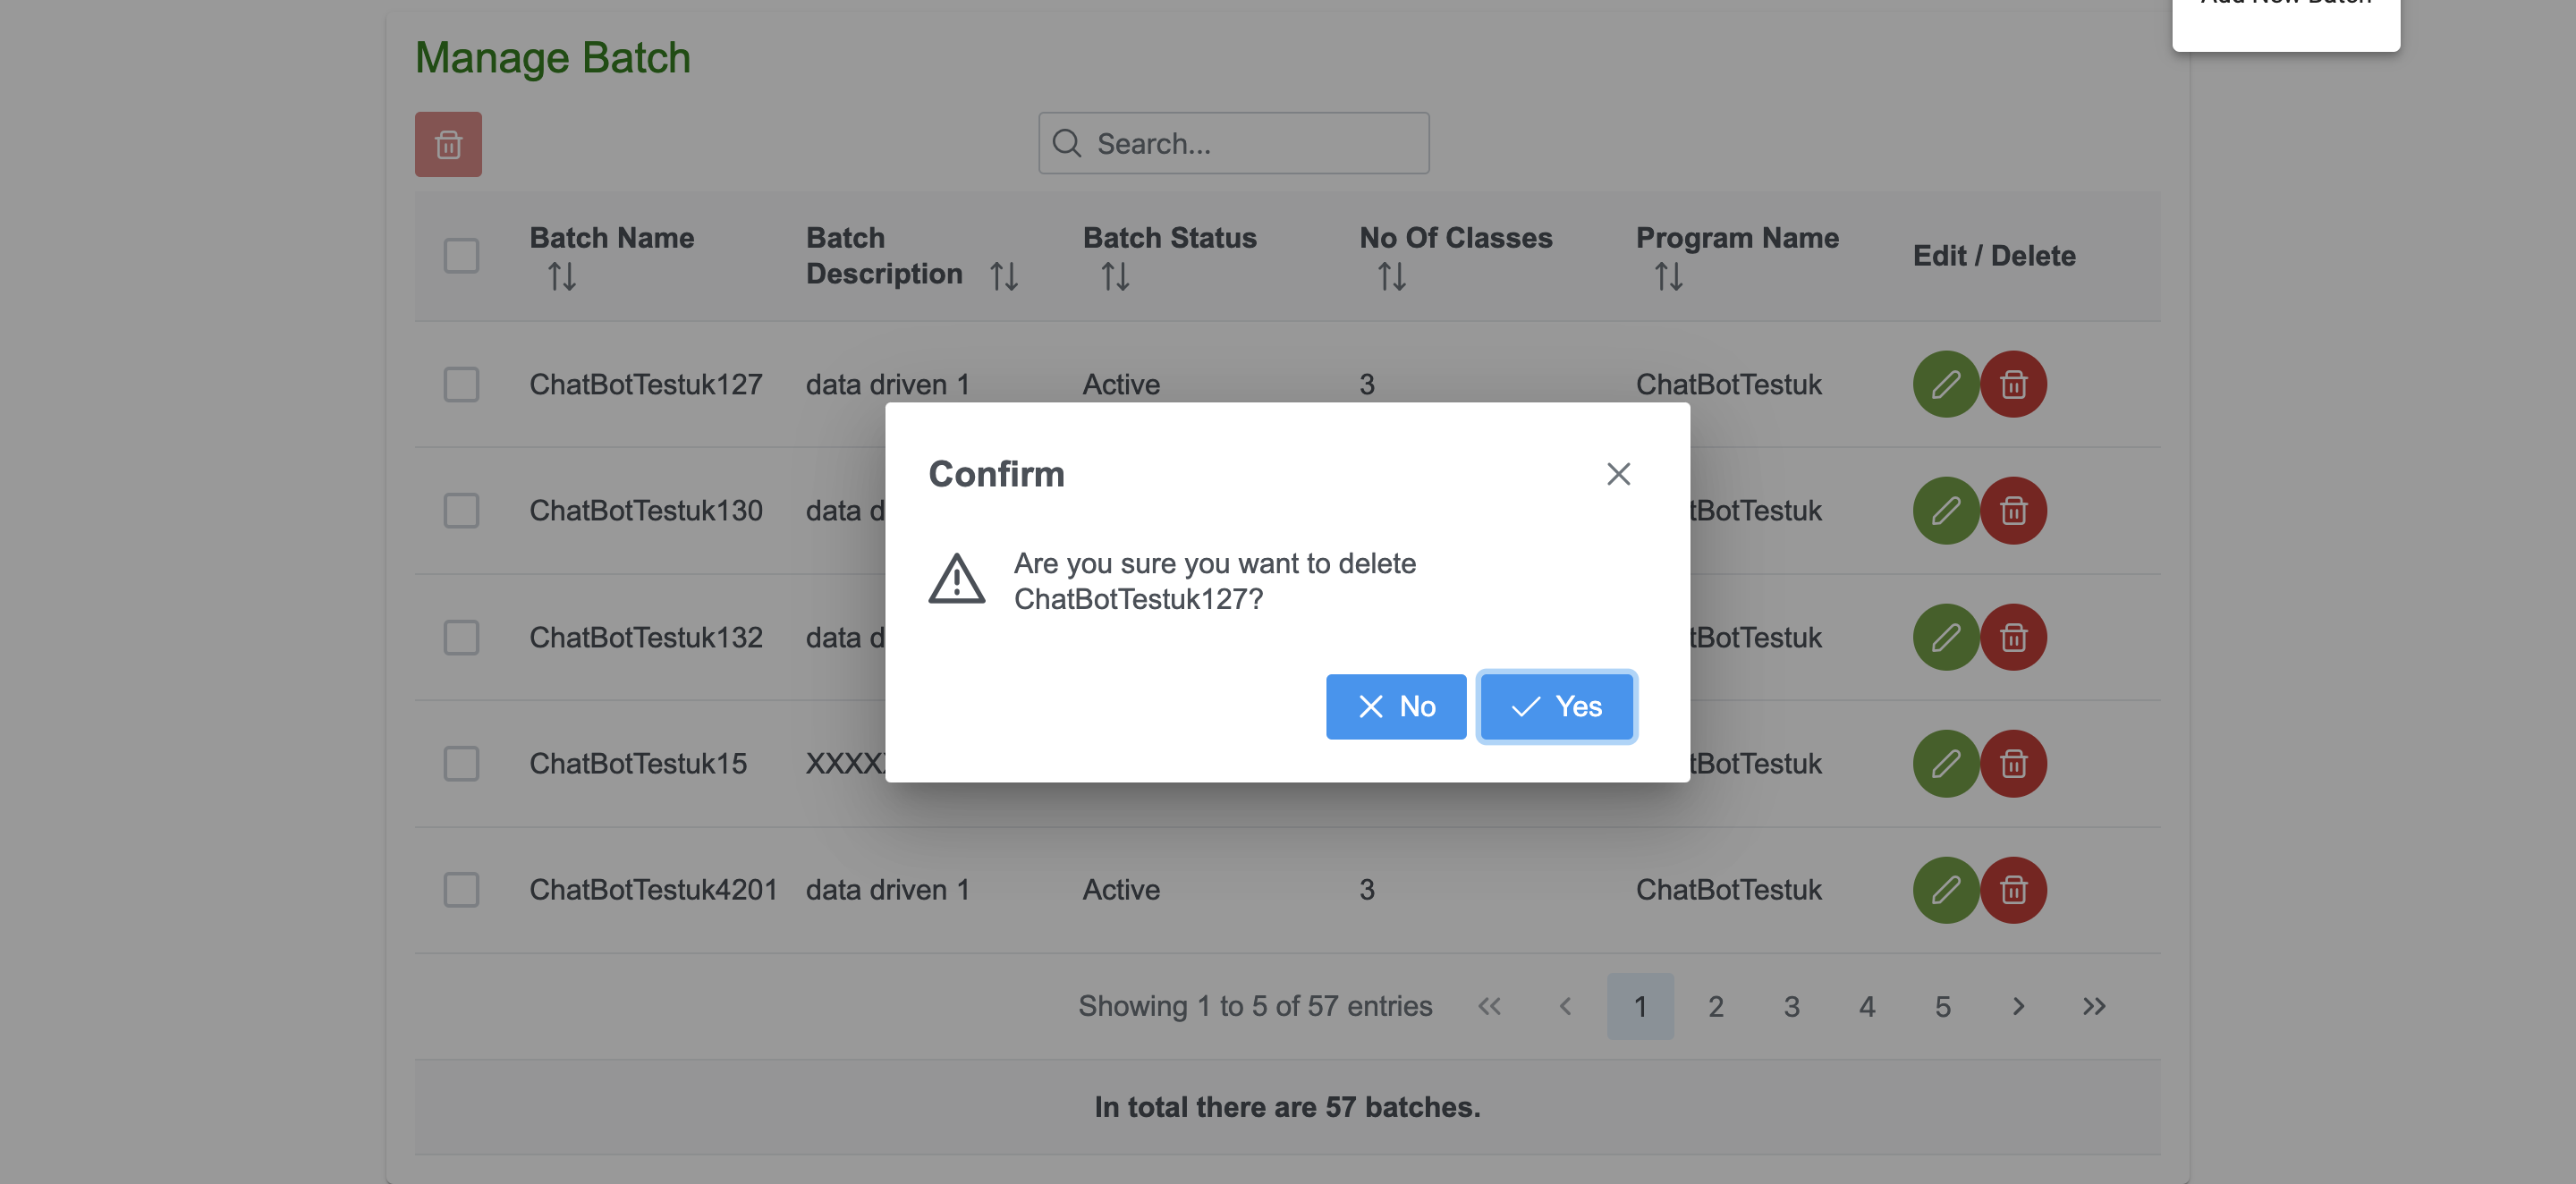 Add New Batch
Manage Batch
Search...
Batch Name
Batch Description
Batch Status
No Of Classes
Program Name
Edit / Delete
ChatBotTestuk127 data driven 1 Active 3 ChatBotTestuk
ChatBotTestuk130 data d tBotTestuk
ChatBotTestuk132 data d tBotTestuk
ChatBotTestuk15 XXXX tBotTestuk
ChatBotTestuk4201 data driven 1 Active 3 ChatBotTestuk
Confirm
Are you sure you want to delete
ChatBotTestuk127?
No Yes
Showing 1 to 5 of 57 entries 1 2 3 4 5
In total there are 57 batches.